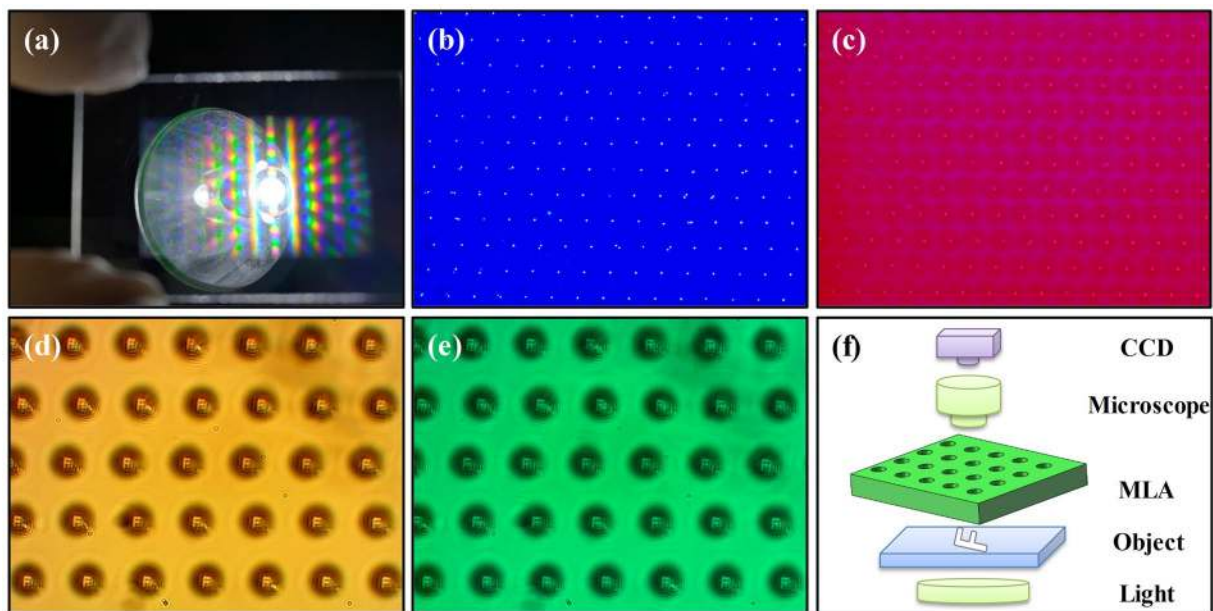 (a)
(b)
(c)
(d)
(e)
(f)
CCD
Microscope
MLA
Object
Light
F